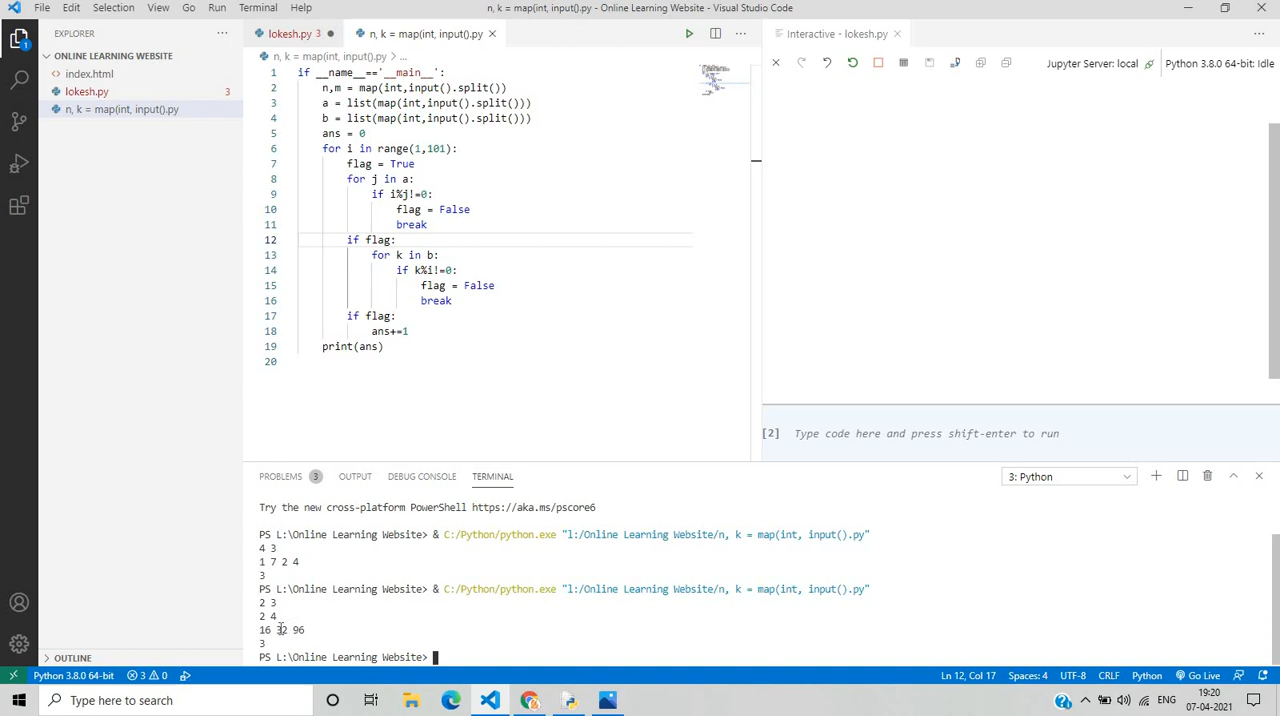 File Edit Selection View Go Run Terminal Help n, k = map(int, input().py - Online Learning Website - Visual Studio Code
EXPLORER
ONLINE LEARNING WEBSITE
index.html
lokesh.py 3
n, k = map(int, input().py
OUTLINE
lokesh.py 3
n, k = map(int, input().py
n, k = map(int, input().py > ...
1 if __name__=='__main__':
2 n,m = map(int,input().split())
3 a = list(map(int,input().split()))
4 b = list(map(int,input().split()))
5 ans = 0
6 for i in range(1,101):
7 flag = True
8 for j in a:
9 if i%j!=0:
10 flag = False
11 break
12 if flag:
13 for k in b:
14 if k%i!=0:
15 flag = False
16 break
17 if flag:
18 ans+=1
19 print(ans)
20
Interactive - lokesh.py
Jupyter Server: local Python 3.8.0 64-bit: Idle
[2] Type code here and press shift-enter to run
PROBLEMS 3 OUTPUT DEBUG CONSOLE TERMINAL 3: Python
Try the new cross-platform PowerShell https://aka.ms/pscore6
PS L:\Online Learning Website> & C:/Python/python.exe "l:/Online Learning Website/n, k = map(int, input().py"
4 3
1 7 2 4
3
PS L:\Online Learning Website> & C:/Python/python.exe "l:/Online Learning Website/n, k = map(int, input().py"
2 3
2 4
16 32 96
3
PS L:\Online Learning Website>
Python 3.8.0 64-bit 3 0 Ln 12, Col 17 Spaces: 4 UTF-8 CRLF Python Go Live
Type here to search
ENG
19:20
07-04-2021